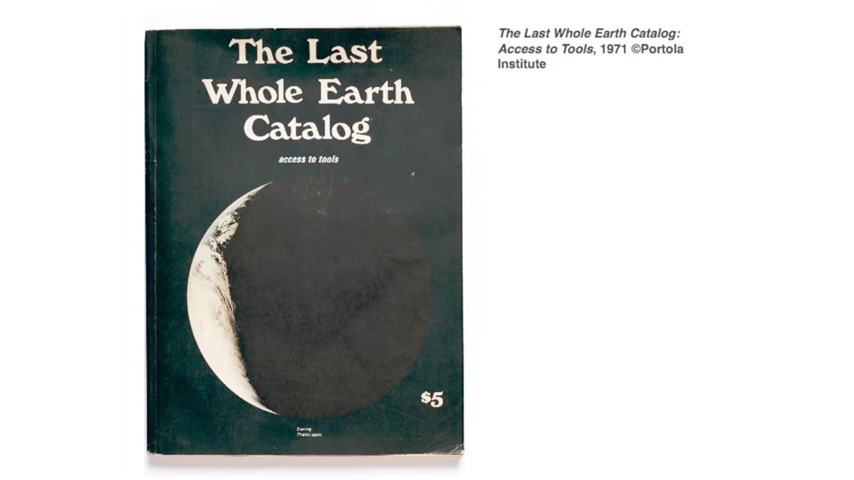 The Last
Whole Earth
Catalog
access to tools
$5
The Last Whole Earth Catalog:
Access to Tools, 1971 ©Portola
Institute